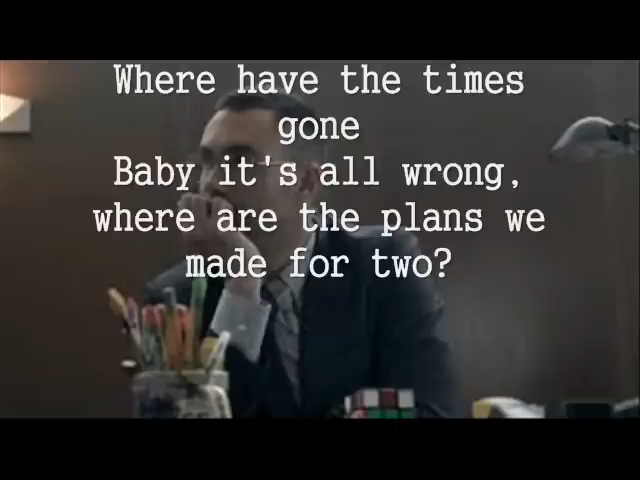 Where have the times
gone
Baby it's all wrong,
where are the plans we
made for two?